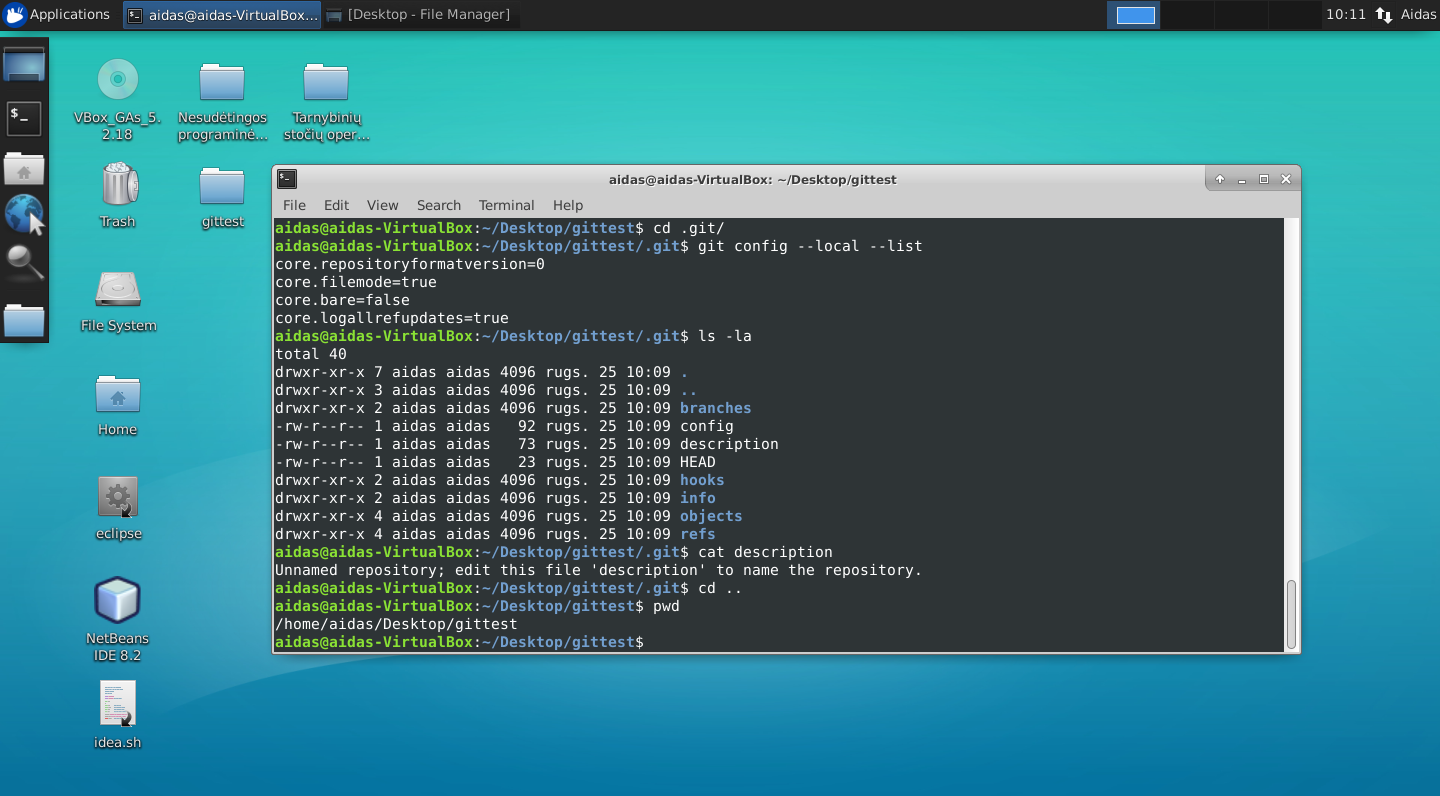 Applications
aidas@aidas-VirtualBox...
[Desktop - File Manager]
10:11
Aidas
VBox_GAs_5.
2.18
Nesudėtingos
programinė...
Tarnybinių
stočių oper...
Trash
gittest
File System
Home
eclipse
NetBeans
IDE 8.2
idea.sh
aidas@aidas-VirtualBox: ~/Desktop/gittest
File Edit View Search Terminal Help
aidas@aidas-VirtualBox:~/Desktop/gittest$ cd .git/
aidas@aidas-VirtualBox:~/Desktop/gittest/.git$ git config --local --list
core.repositoryformatversion=0
core.filemode=true
core.bare=false
core.logallrefupdates=true
aidas@aidas-VirtualBox:~/Desktop/gittest/.git$ ls -la
total 40
drwxr-xr-x 7 aidas aidas 4096 rugs. 25 10:09 .
drwxr-xr-x 3 aidas aidas 4096 rugs. 25 10:09 ..
drwxr-xr-x 2 aidas aidas 4096 rugs. 25 10:09 branches
-rw-r--r-- 1 aidas aidas   92 rugs. 25 10:09 config
-rw-r--r-- 1 aidas aidas   73 rugs. 25 10:09 description
-rw-r--r-- 1 aidas aidas   23 rugs. 25 10:09 HEAD
drwxr-xr-x 2 aidas aidas 4096 rugs. 25 10:09 hooks
drwxr-xr-x 2 aidas aidas 4096 rugs. 25 10:09 info
drwxr-xr-x 4 aidas aidas 4096 rugs. 25 10:09 objects
drwxr-xr-x 4 aidas aidas 4096 rugs. 25 10:09 refs
aidas@aidas-VirtualBox:~/Desktop/gittest/.git$ cat description
Unnamed repository; edit this file 'description' to name the repository.
aidas@aidas-VirtualBox:~/Desktop/gittest/.git$ cd ..
aidas@aidas-VirtualBox:~/Desktop/gittest$ pwd
/home/aidas/Desktop/gittest
aidas@aidas-VirtualBox:~/Desktop/gittest$